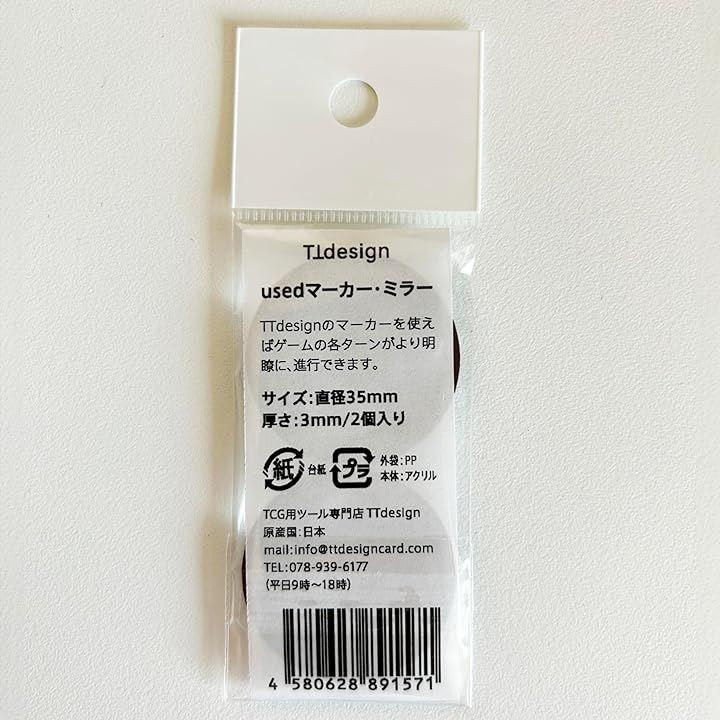 TTdesign
usedマーカー・ミラー
TTdesignのマーカーを使え
ばゲームの各ターンがより明
瞭に、進行できます。
サイズ:直径35mm
厚さ:3mm/2個入り
紙 台紙 プラ 外袋:PP
本体:アクリル
TCG用ツール専門店 TTdesign
原産国:日本
mail:info@ttdesigncard.com
TEL:078-939-6177
(平日9時〜18時)
4 580628 891571